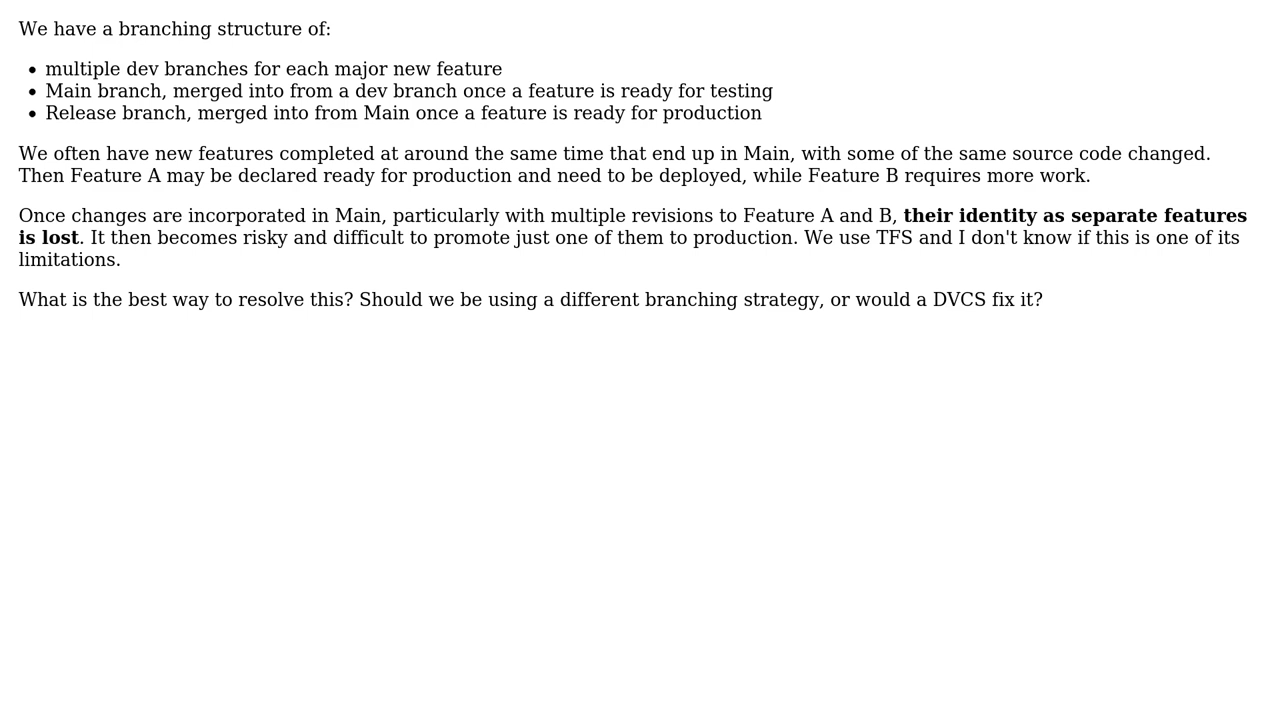 We have a branching structure of:
• multiple dev branches for each major new feature
• Main branch, merged into from a dev branch once a feature is ready for testing
• Release branch, merged into from Main once a feature is ready for production
We often have new features completed at around the same time that end up in Main, with some of the same source code changed.
Then Feature A may be declared ready for production and need to be deployed, while Feature B requires more work.
Once changes are incorporated in Main, particularly with multiple revisions to Feature A and B, their identity as separate features
is lost. It then becomes risky and difficult to promote just one of them to production. We use TFS and I don't know if this is one of its
limitations.
What is the best way to resolve this? Should we be using a different branching strategy, or would a DVCS fix it?